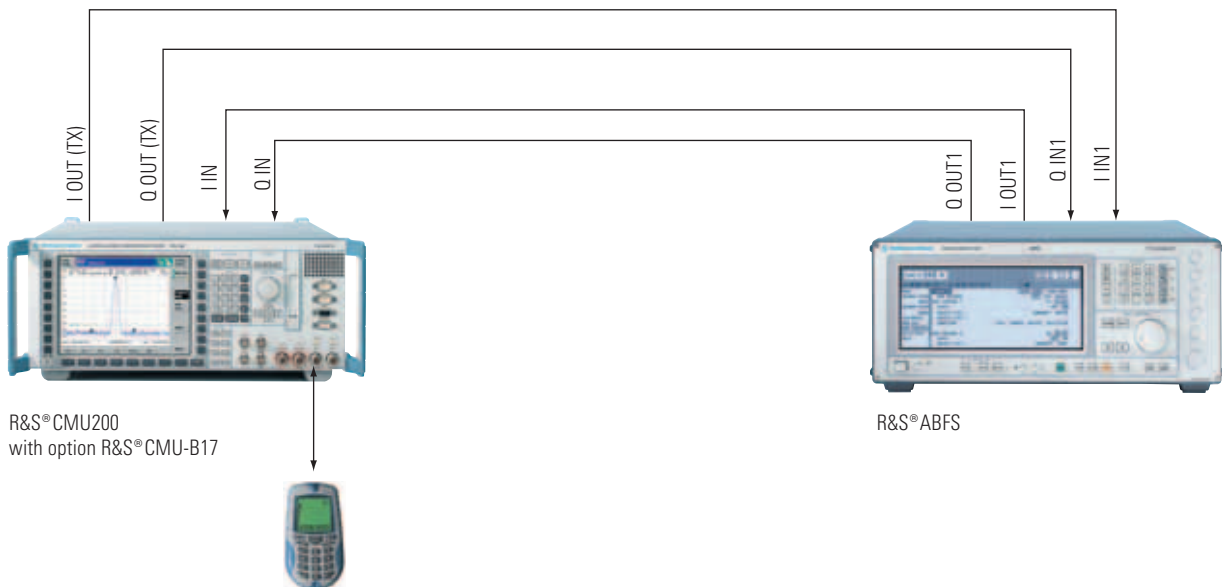 I OUT (TX)
Q OUT (TX)
I IN
Q IN
Q OUT1
I OUT1
Q IN1
I IN1
R&S®CMU200
with option R&S®CMU-B17
R&S®ABFS